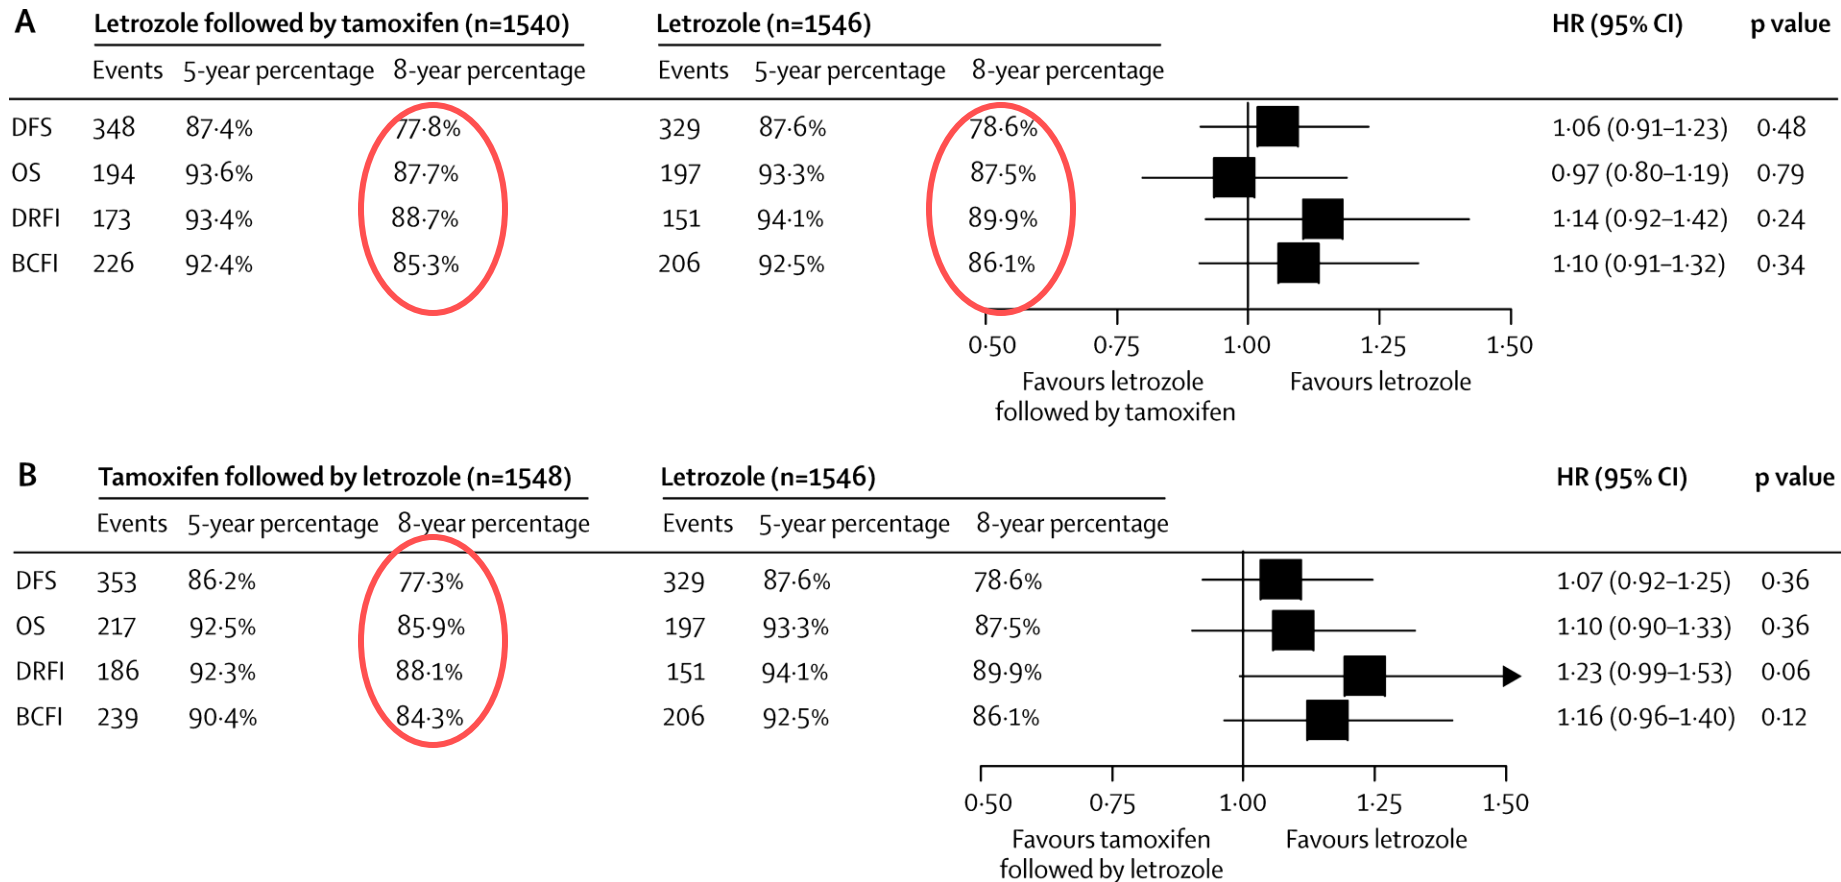 A Letrozole followed by tamoxifen (n=1540) Letrozole (n=1546) HR (95% CI) p value
Events 5-year percentage 8-year percentage Events 5-year percentage 8-year percentage
DFS 348 87·4% 77·8% 329 87·6% 78·6% 1·06 (0·91–1·23) 0·48
OS 194 93·6% 87·7% 197 93·3% 87·5% 0·97 (0·80–1·19) 0·79
DRFI 173 93·4% 88·7% 151 94·1% 89·9% 1·14 (0·92–1·42) 0·24
BCFI 226 92·4% 85·3% 206 92·5% 86·1% 1·10 (0·91–1·32) 0·34
0·50 0·75 1·00 1·25 1·50
Favours letrozole Favours letrozole
followed by tamoxifen
B Tamoxifen followed by letrozole (n=1548) Letrozole (n=1546) HR (95% CI) p value
Events 5-year percentage 8-year percentage Events 5-year percentage 8-year percentage
DFS 353 86·2% 77·3% 329 87·6% 78·6% 1·07 (0·92–1·25) 0·36
OS 217 92·5% 85·9% 197 93·3% 87·5% 1·10 (0·90–1·33) 0·36
DRFI 186 92·3% 88·1% 151 94·1% 89·9% 1·23 (0·99–1·53) 0·06
BCFI 239 90·4% 84·3% 206 92·5% 86·1% 1·16 (0·96–1·40) 0·12
0·50 0·75 1·00 1·25 1·50
Favours tamoxifen Favours letrozole
followed by letrozole